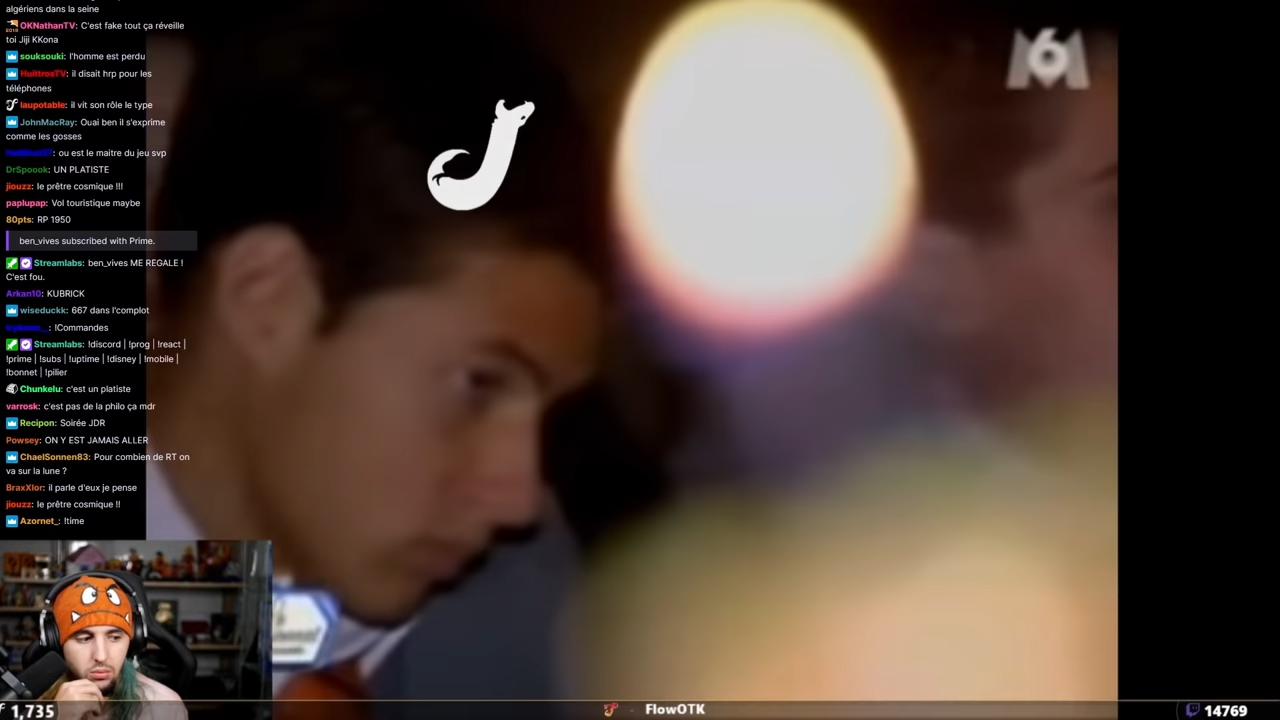 algériens dans la seine
OKNathanTV: C'est fake tout ça réveille
toi Jiji KKona
souksouki: l'homme est perdu
HuittrosTV: il disait hrp pour les
téléphones
laupotable: il vit son rôle le type
JohnMacRay: Ouai ben il s'exprime
comme les gosses
: ou est le maitre du jeu svp
DrSpoook: UN PLATISTE
jiouzz: le prêtre cosmique !!!
paplupap: Vol touristique maybe
80pts: RP 1950
ben_vives subscribed with Prime.
Streamlabs: ben_vives ME REGALE !
C'est fou.
Arkan10: KUBRICK
wiseduckk: 667 dans l'complot
: !Commandes
Streamlabs: !discord | !prog | !react |
!prime | !subs | !uptime | !disney | !mobile |
!bonnet | !pilier
Chunkelu: c'est un platiste
varrosk: c'est pas de la philo ça mdr
Recipon: Soirée JDR
Powsey: ON Y EST JAMAIS ALLER
ChaelSonnen83: Pour combien de RT on
va sur la lune ?
BraxXlor: il parle d'eux je pense
jiouzz: le prêtre cosmique !!
Azornet_: !time
M6
1,735
- FlowOTK
14769